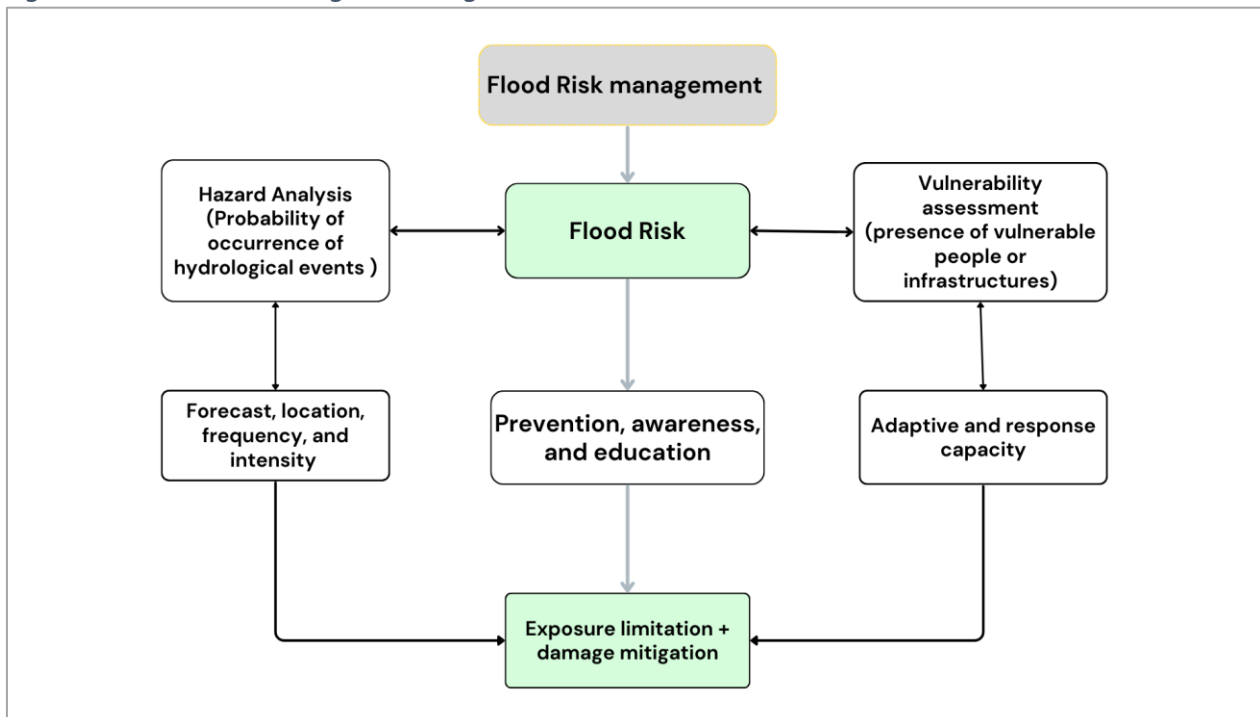 Flood Risk management
Hazard Analysis
(Probability of
occurrence of
hydrological events )
Flood Risk
Vulnerability
assessment
(presence of vulnerable
people or
infrastructures)
Forecast, location,
frequency, and
intensity
Prevention, awareness,
and education
Adaptive and response
capacity
Exposure limitation +
damage mitigation